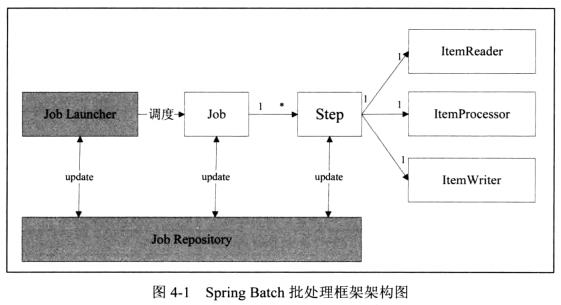 ItemReader
Job Launcher
调度
Job
1
*
Step
1
1
1
1
ItemProcessor
ItemWriter
update
update
update
Job Repository
图 4-1 Spring Batch 批处理框架架构图